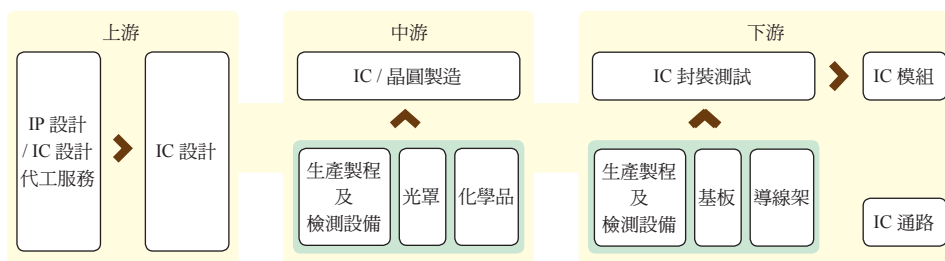 上游
IP 設計
/ IC 設計
代工服務
IC 設計
中游
IC / 晶圓製造
生產製程
及
檢測設備
光罩
化學品
下游
IC 封裝測試
IC 模組
生產製程
及
檢測設備
基板
導線架
IC 通路